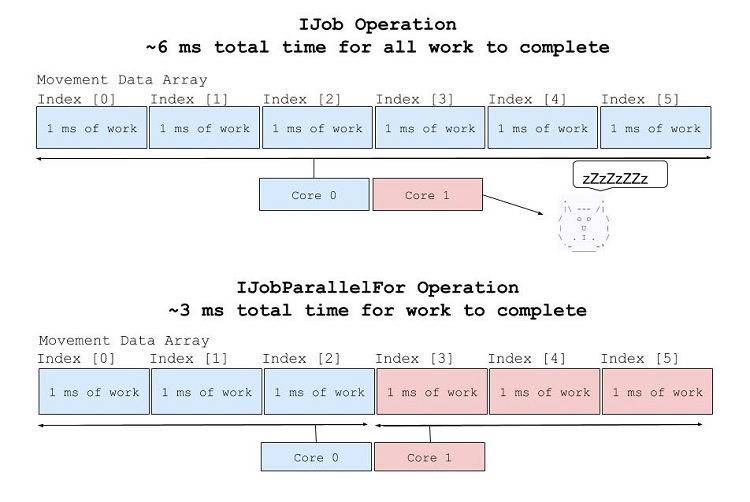 IJob Operation
~6 ms total time for all work to complete
Movement Data Array
Index [0] Index [1] Index [2] Index [3] Index [4] Index [5]
1 ms of work 1 ms of work 1 ms of work 1 ms of work 1 ms of work 1 ms of work
zZzZzZZz
Core 0 Core 1
IJobParallelFor Operation
~3 ms total time for work to complete
Movement Data Array
Index [0] Index [1] Index [2] Index [3] Index [4] Index [5]
1 ms of work 1 ms of work 1 ms of work 1 ms of work 1 ms of work 1 ms of work
Core 0 Core 1